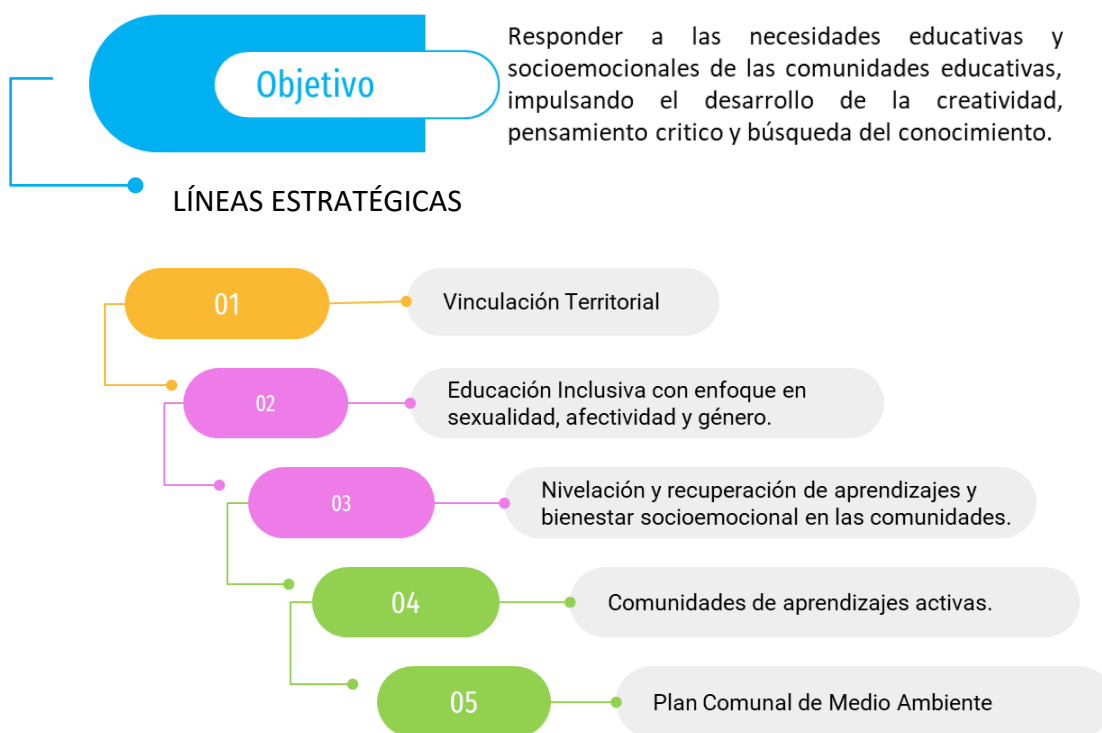 Objetivo
Responder a las necesidades educativas y
socioemocionales de las comunidades educativas,
impulsando el desarrollo de la creatividad,
pensamiento critico y búsqueda del conocimiento.
LÍNEAS ESTRATÉGICAS
01
Vinculación Territorial
02
Educación Inclusiva con enfoque en
sexualidad, afectividad y género.
03
Nivelación y recuperación de aprendizajes y
bienestar socioemocional en las comunidades.
04
Comunidades de aprendizajes activas.
05
Plan Comunal de Medio Ambiente